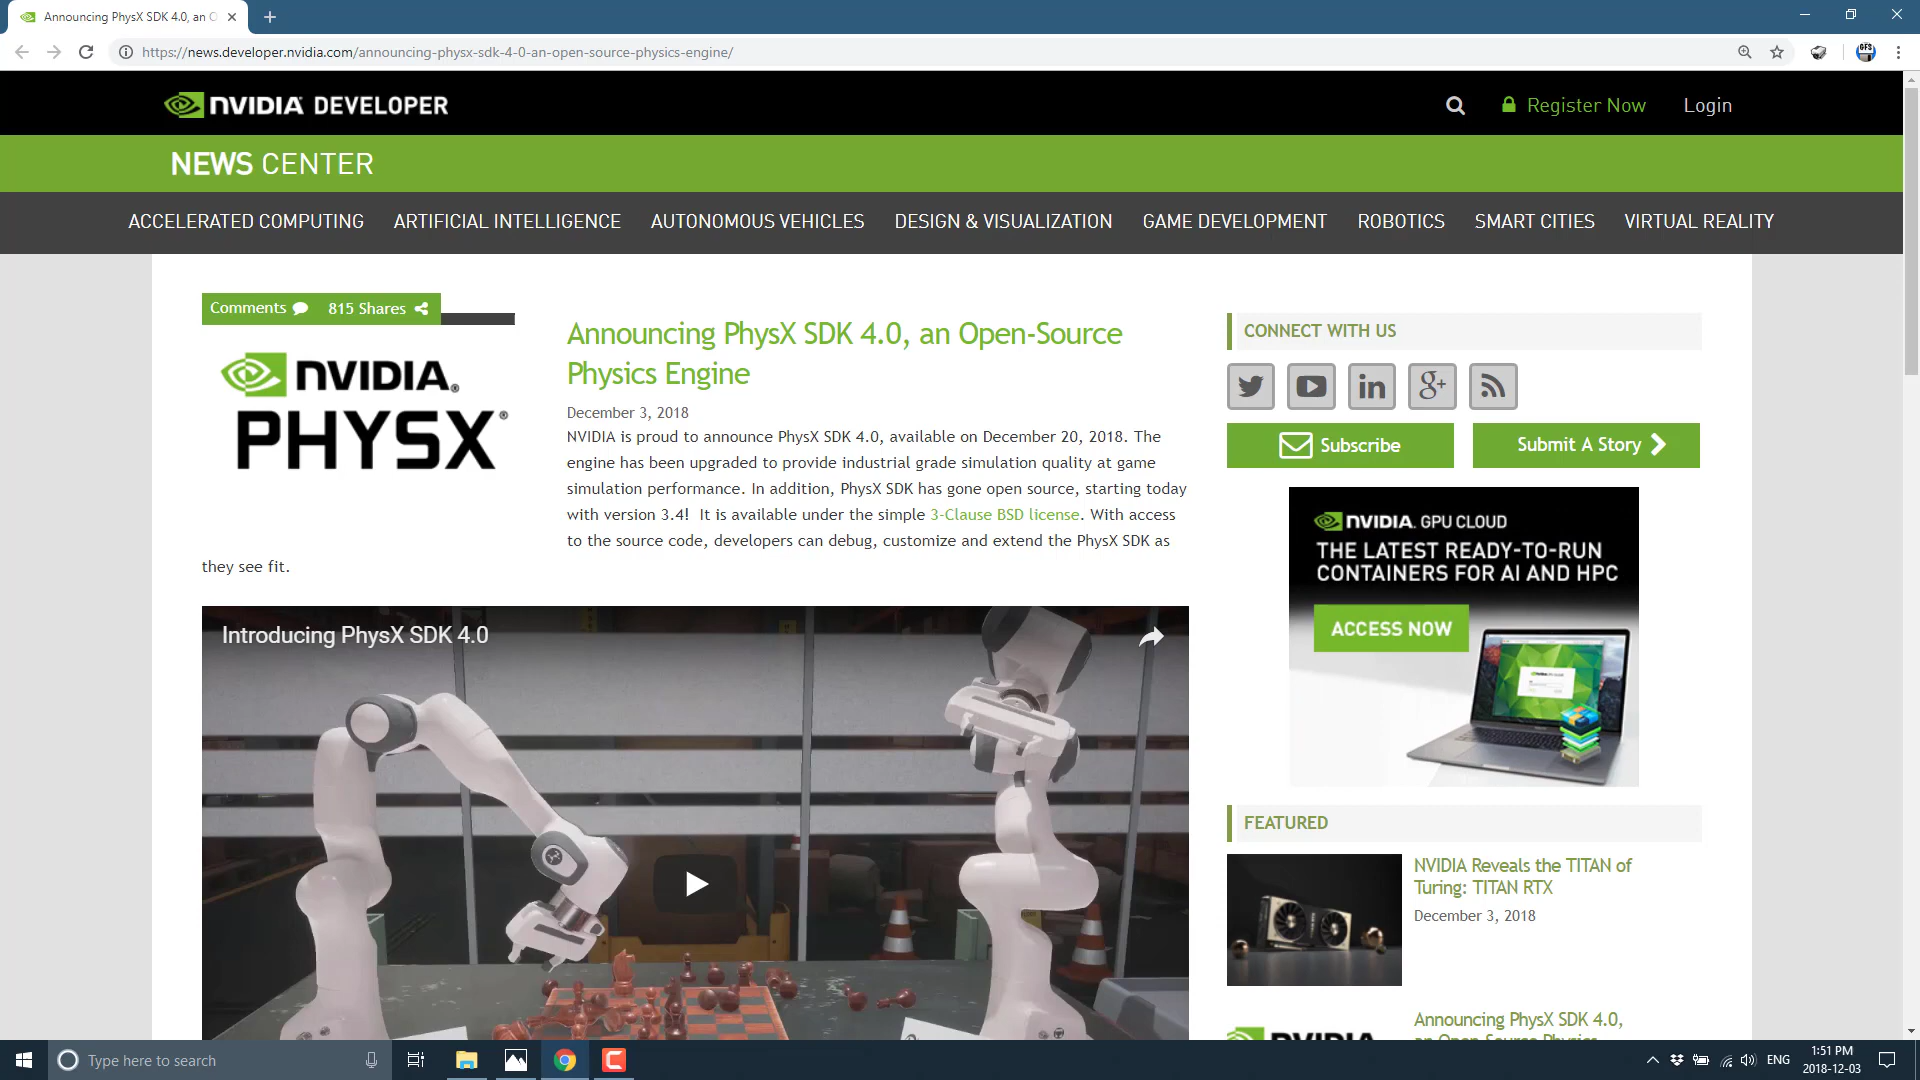 Announcing PhysX SDK 4.0, an O
https://news.developer.nvidia.com/announcing-physx-sdk-4-0-an-open-source-physics-engine/
GFS
NVIDIA DEVELOPER
Register Now
Login
NEWS CENTER
ACCELERATED COMPUTING
ARTIFICIAL INTELLIGENCE
AUTONOMOUS VEHICLES
DESIGN & VISUALIZATION
GAME DEVELOPMENT
ROBOTICS
SMART CITIES
VIRTUAL REALITY
Comments
815 Shares
NVIDIA®
PHYSX®
Announcing PhysX SDK 4.0, an Open-Source
Physics Engine
December 3, 2018
NVIDIA is proud to announce PhysX SDK 4.0, available on December 20, 2018. The
engine has been upgraded to provide industrial grade simulation quality at game
simulation performance. In addition, PhysX SDK has gone open source, starting today
with version 3.4!  It is available under the simple 3-Clause BSD license. With access
to the source code, developers can debug, customize and extend the PhysX SDK as
they see fit.
Introducing PhysX SDK 4.0
CONNECT WITH US
Subscribe
Submit A Story
NVIDIA. GPU CLOUD
THE LATEST READY-TO-RUN
CONTAINERS FOR AI AND HPC
ACCESS NOW
FEATURED
NVIDIA Reveals the TITAN of
Turing: TITAN RTX
December 3, 2018
Announcing PhysX SDK 4.0,
an Open-Source Physics
NVIDIA
Type here to search
ENG
1:51 PM
2018-12-03